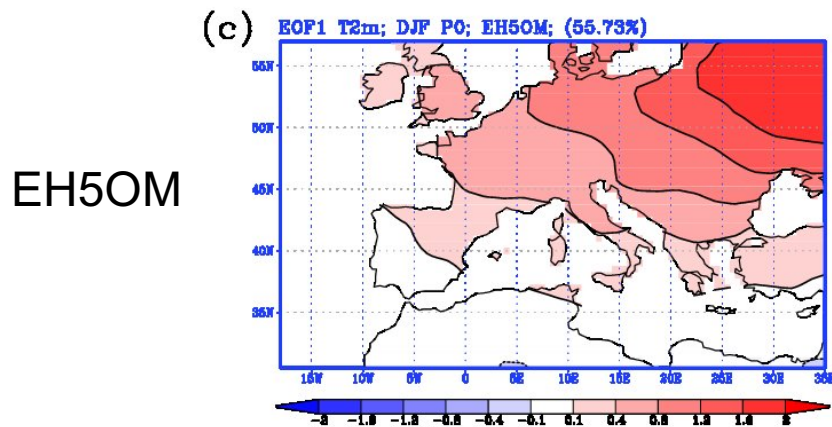 (c) EOF1 T2m; DJF P0; EH5OM; (55.73%)
EH5OM
55N
50N
45N
40N
35N
15W 10W 5W 0 5E 10E 15E 20E 25E 30E 35E
-2 -1.6 -1.2 -0.8 -0.4 -0.1 0.1 0.4 0.8 1.2 1.6 2